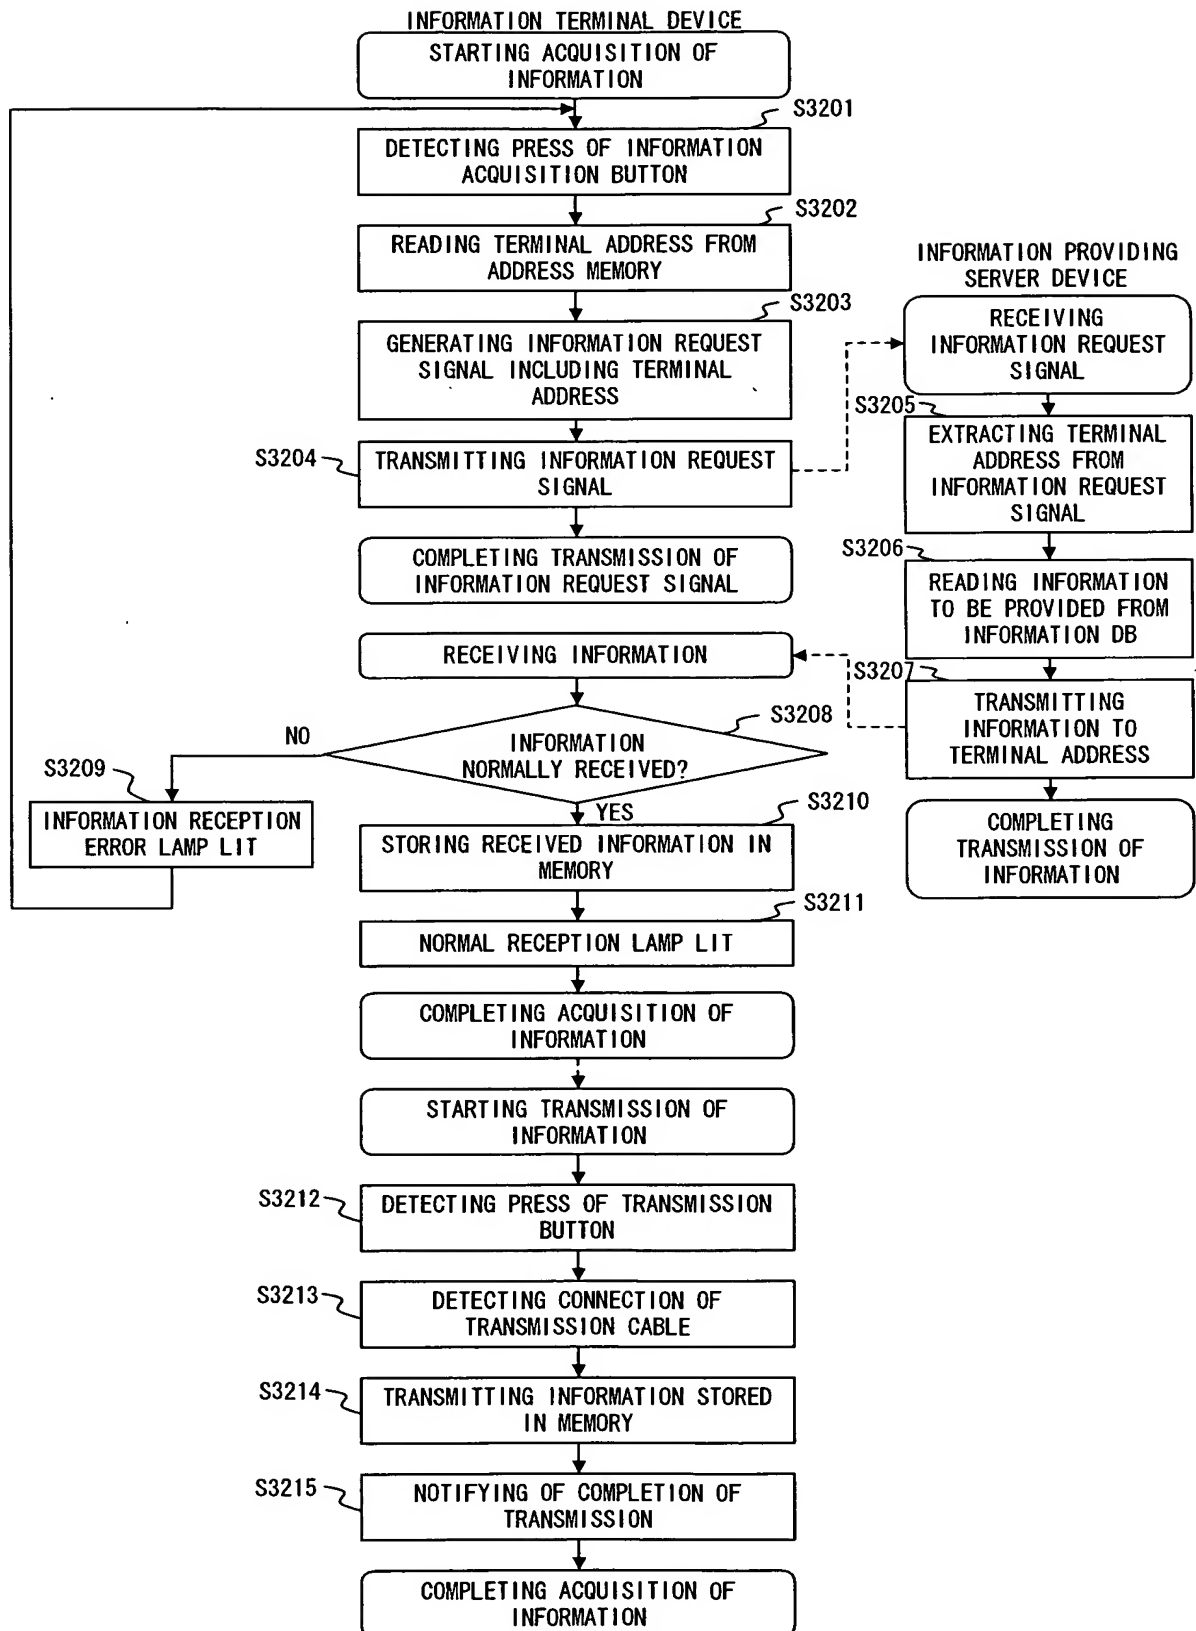 INFORMATION TERMINAL DEVICE
STARTING ACQUISITION OF
INFORMATION
S3201
DETECTING PRESS OF INFORMATION
ACQUISITION BUTTON
S3202
READING TERMINAL ADDRESS FROM
ADDRESS MEMORY
S3203
GENERATING INFORMATION REQUEST
SIGNAL INCLUDING TERMINAL
ADDRESS
S3204
TRANSMITTING INFORMATION REQUEST
SIGNAL
COMPLETING TRANSMISSION OF
INFORMATION REQUEST SIGNAL
INFORMATION PROVIDING
SERVER DEVICE
RECEIVING
INFORMATION REQUEST
SIGNAL
S3205
EXTRACTING TERMINAL
ADDRESS FROM
INFORMATION REQUEST
SIGNAL
S3206
READING INFORMATION
TO BE PROVIDED FROM
INFORMATION DB
S3207
TRANSMITTING
INFORMATION TO
TERMINAL ADDRESS
COMPLETING
TRANSMISSION OF
INFORMATION
RECEIVING INFORMATION
S3208
INFORMATION
NORMALLY RECEIVED?
NO
S3209
INFORMATION RECEPTION
ERROR LAMP LIT
YES
S3210
STORING RECEIVED INFORMATION IN
MEMORY
S3211
NORMAL RECEPTION LAMP LIT
COMPLETING ACQUISITION OF
INFORMATION
STARTING TRANSMISSION OF
INFORMATION
S3212
DETECTING PRESS OF TRANSMISSION
BUTTON
S3213
DETECTING CONNECTION OF
TRANSMISSION CABLE
S3214
TRANSMITTING INFORMATION STORED
IN MEMORY
S3215
NOTIFYING OF COMPLETION OF
TRANSMISSION
COMPLETING ACQUISITION OF
INFORMATION